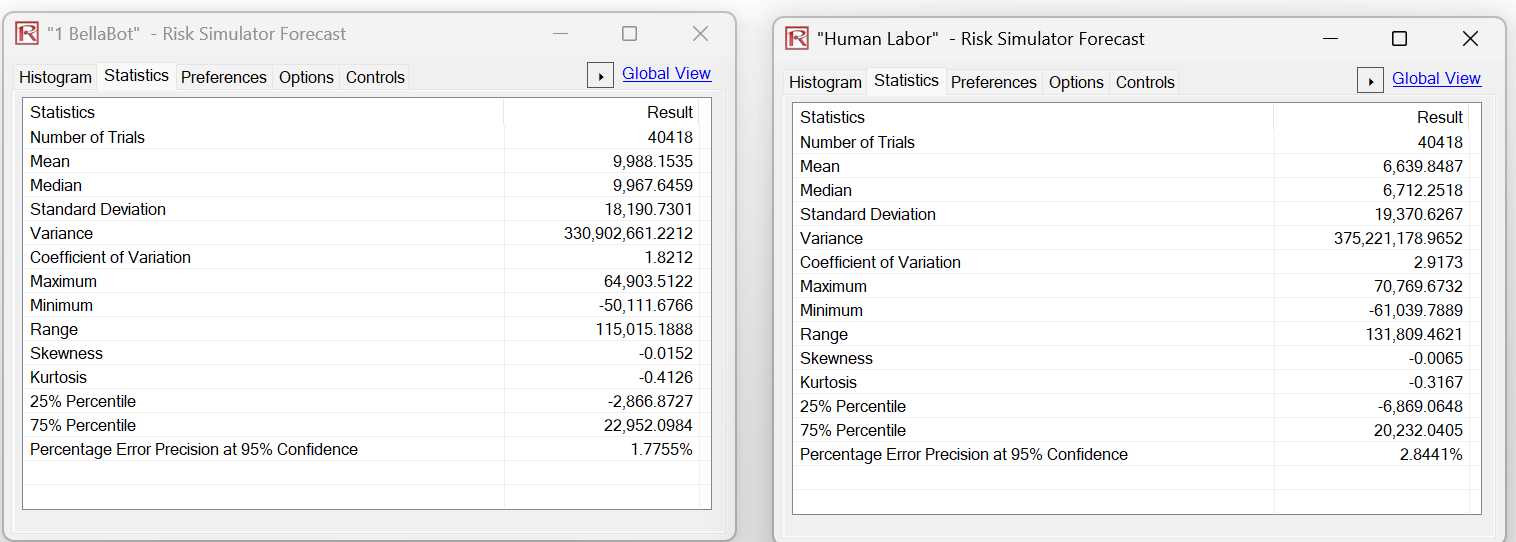 "1 BellaBot" - Risk Simulator Forecast
Histogram Statistics Preferences Options Controls Global View
Statistics Result
Number of Trials 40418
Mean 9,988.1535
Median 9,967.6459
Standard Deviation 18,190.7301
Variance 330,902,661.2212
Coefficient of Variation 1.8212
Maximum 64,903.5122
Minimum -50,111.6766
Range 115,015.1888
Skewness -0.0152
Kurtosis -0.4126
25% Percentile -2,866.8727
75% Percentile 22,952.0984
Percentage Error Precision at 95% Confidence 1.7755%
"Human Labor" - Risk Simulator Forecast
Histogram Statistics Preferences Options Controls Global View
Statistics Result
Number of Trials 40418
Mean 6,639.8487
Median 6,712.2518
Standard Deviation 19,370.6267
Variance 375,221,178.9652
Coefficient of Variation 2.9173
Maximum 70,769.6732
Minimum -61,039.7889
Range 131,809.4621
Skewness -0.0065
Kurtosis -0.3167
25% Percentile -6,869.0648
75% Percentile 20,232.0405
Percentage Error Precision at 95% Confidence 2.8441%